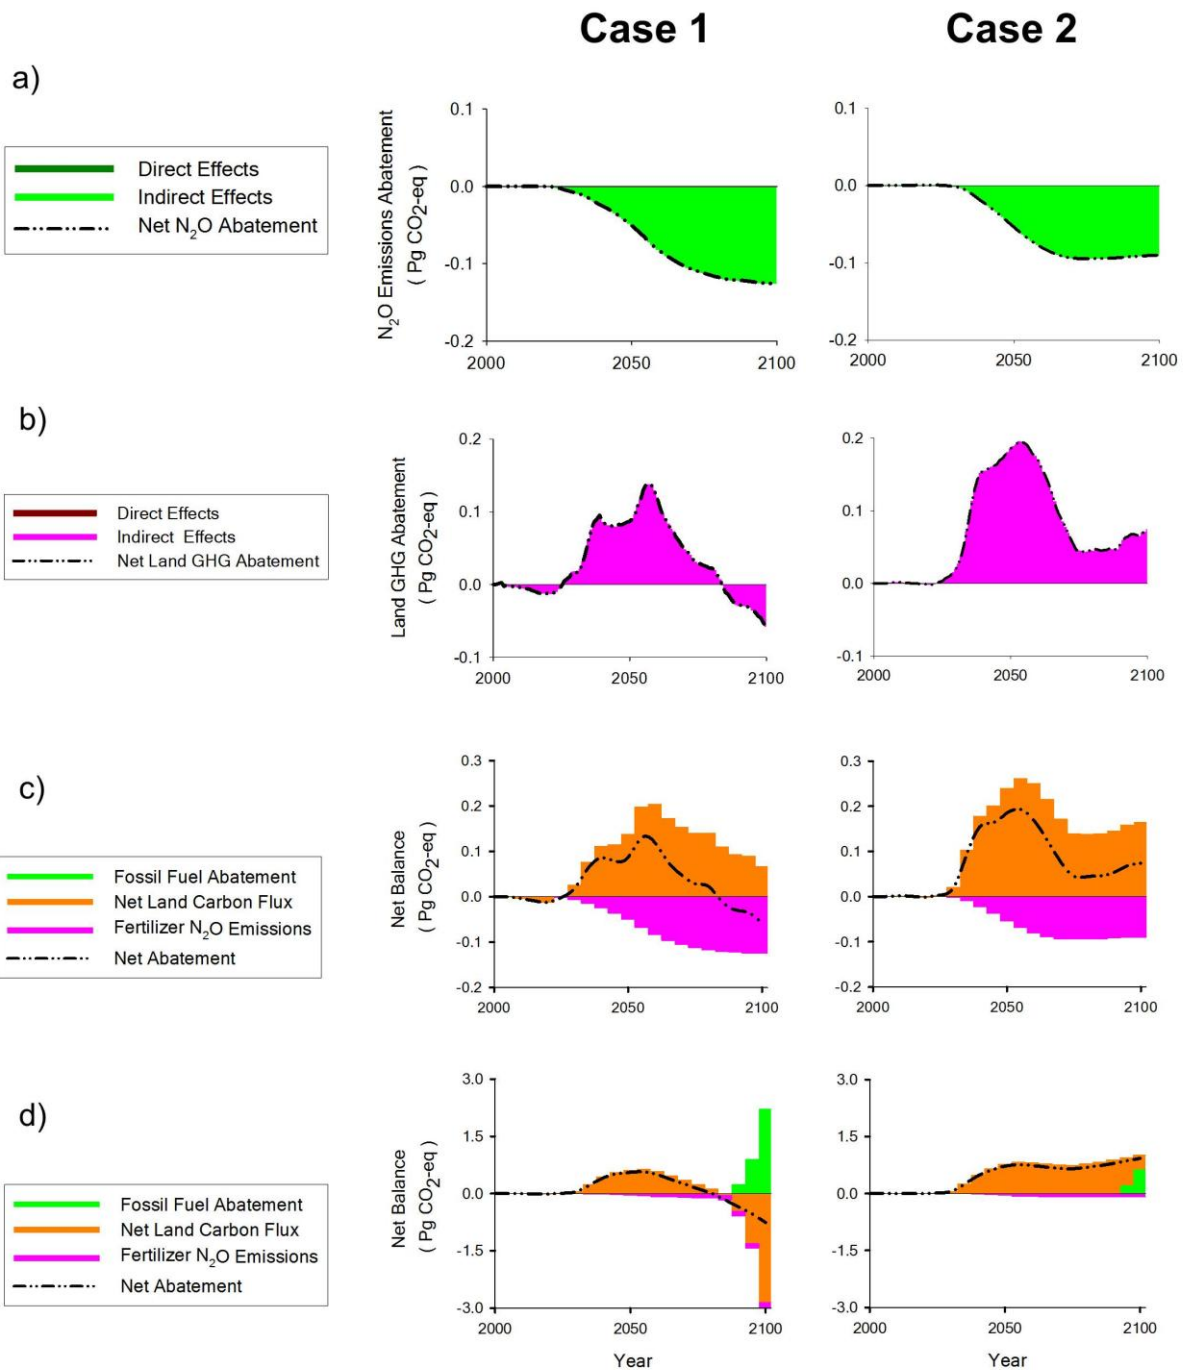 Case 1 Case 2
a)
Direct Effects
Indirect Effects
Net N2O Abatement
N2O Emissions Abatement
( Pg CO2-eq )
0.1
0.0
-0.1
-0.2
2000 2050 2100
0.1
0.0
-0.1
-0.2
2000 2050 2100
b)
Direct Effects
Indirect Effects
Net Land GHG Abatement
Land GHG Abatement
( Pg CO2-eq )
0.2
0.1
0.0
-0.1
2000 2050 2100
0.2
0.1
0.0
-0.1
2000 2050 2100
c)
Fossil Fuel Abatement
Net Land Carbon Flux
Fertilizer N2O Emissions
Net Abatement
Net Balance
( Pg CO2-eq )
0.3
0.2
0.1
0.0
-0.1
-0.2
2000 2050 2100
0.3
0.2
0.1
0.0
-0.1
-0.2
2000 2050 2100
d)
Fossil Fuel Abatement
Net Land Carbon Flux
Fertilizer N2O Emissions
Net Abatement
Net Balance
( Pg CO2-eq )
3.0
1.5
0.0
-1.5
-3.0
2000 2050 2100
Year
3.0
1.5
0.0
-1.5
-3.0
2000 2050 2100
Year